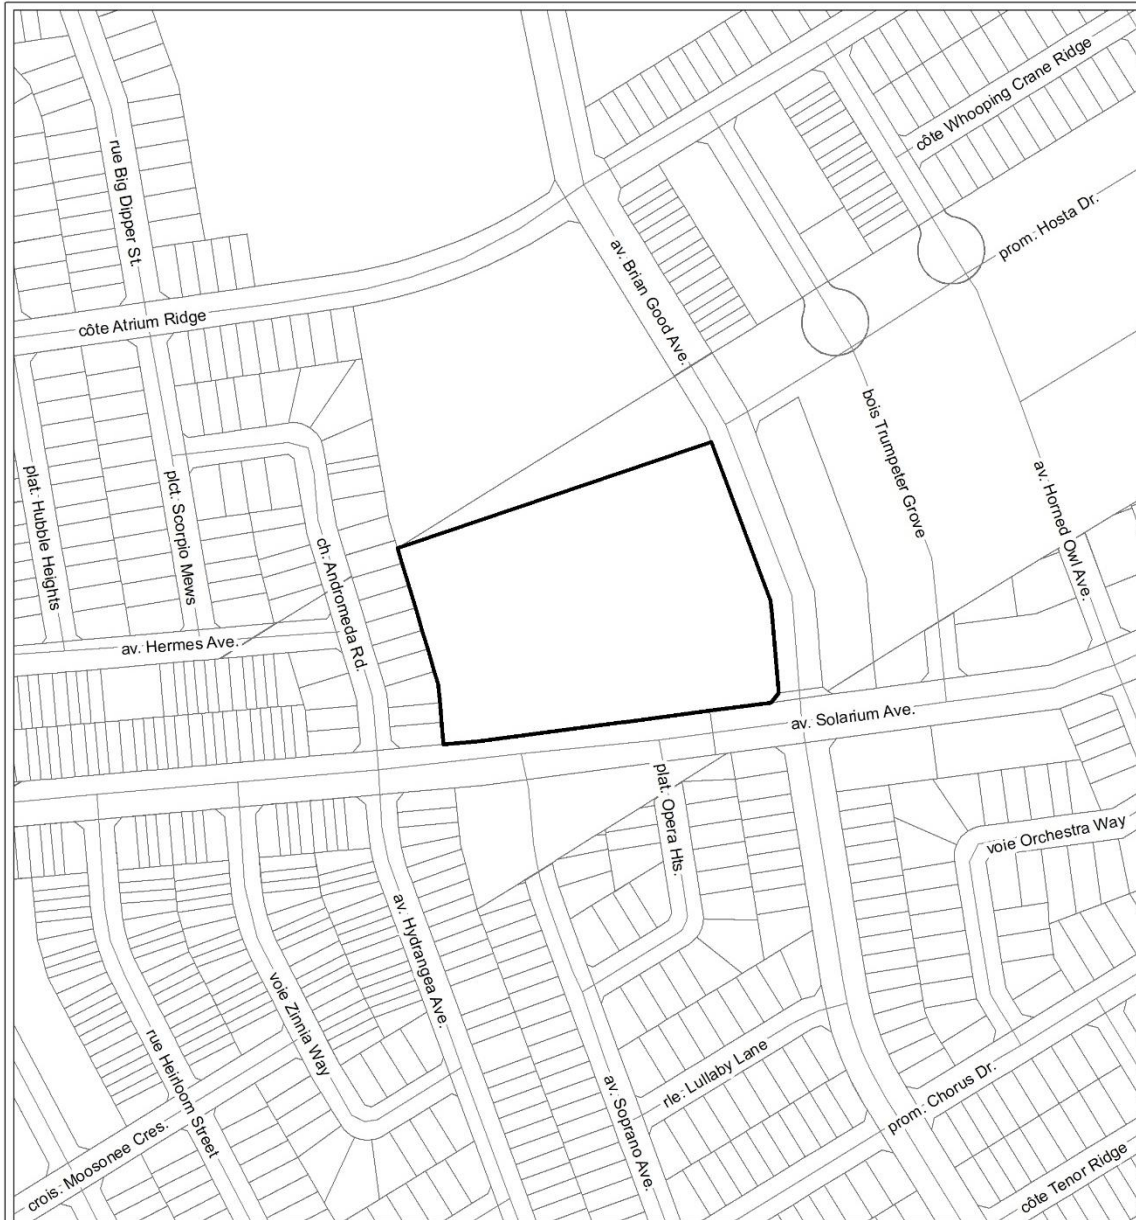 côte Whooping Crane Ridge
rue Big Dipper St.
prom. Hosta Dr.
av. Brian Good Ave.
côte Atrium Ridge
bois Trumpeter Grove
plat. Hubble Heights
plct. Scorpio Mews
av. Horned Owl Ave.
ch. Andromeda Rd.
av. Hermes Ave.
av. Solarium Ave.
plat. Opera Hts.
voie Orchestra Way
av. Hydrangea Ave.
voie Zinnia Way
rue Heirloom Street
rle. Lullaby Lane
prom. Chorus Dr.
av. Soprano Ave.
crois. Moosonee Cres.
côte Tenor Ridge